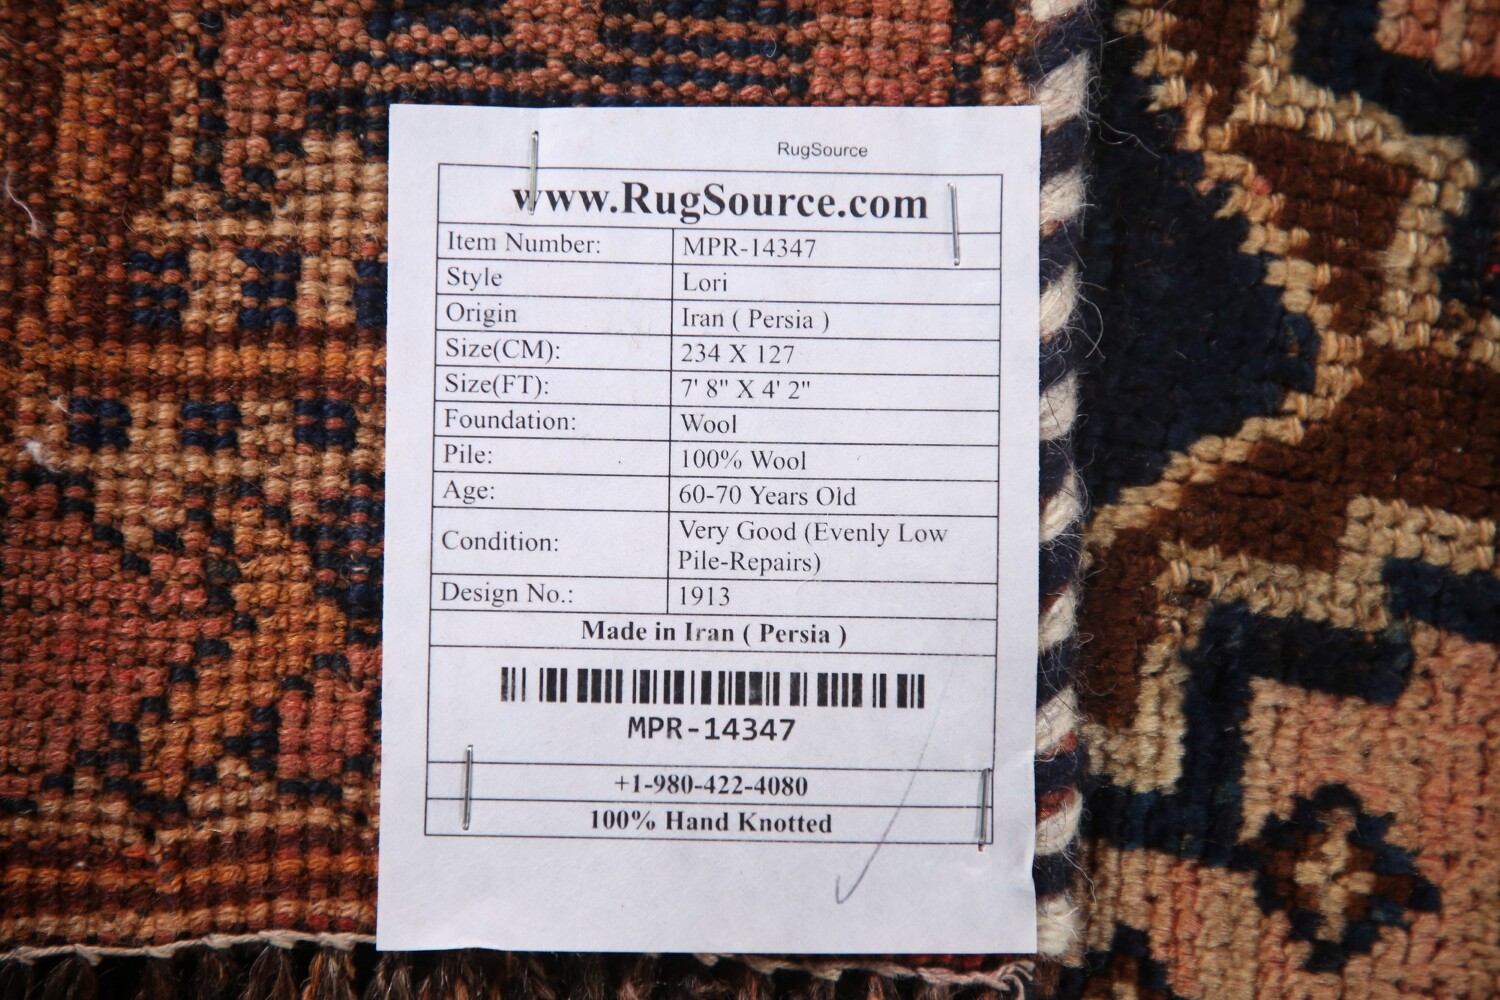 RugSource
www.RugSource.com
Item Number: MPR-14347
Style Lori
Origin Iran ( Persia )
Size(CM): 234 X 127
Size(FT): 7' 8" X 4' 2"
Foundation: Wool
Pile: 100% Wool
Age: 60-70 Years Old
Condition: Very Good (Evenly Low
Pile-Repairs)
Design No.: 1913
Made in Iran ( Persia )
MPR-14347
+1-980-422-4080
100% Hand Knotted